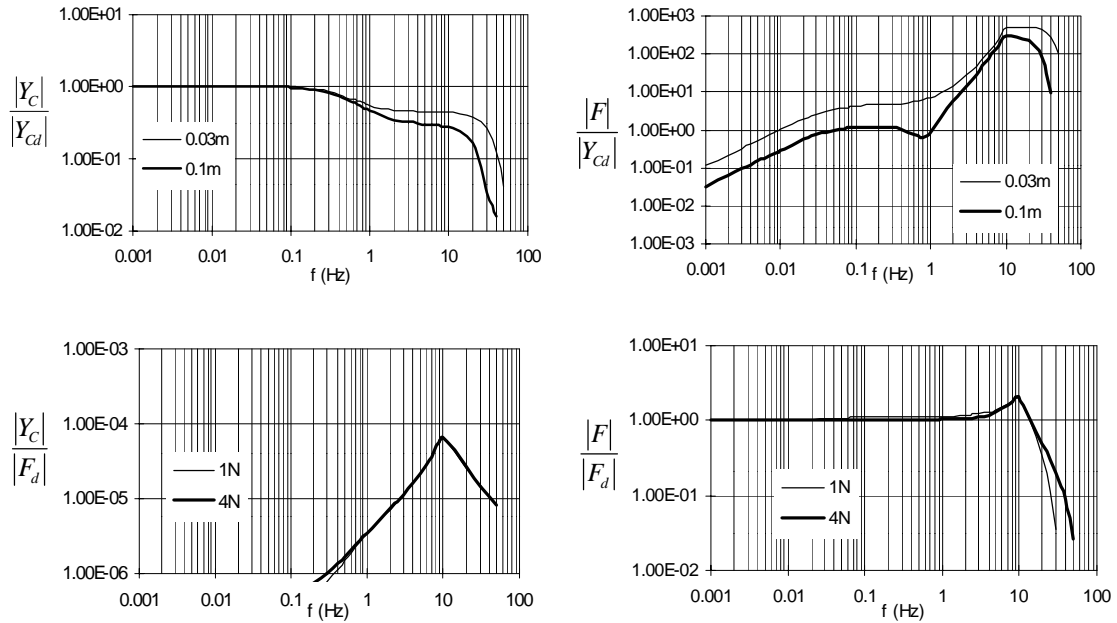 1.00E+01
1.00E+00
1.00E-01
1.00E-02
|Y_C|
|Y_Cd|
0.03m
0.1m
0.001 0.01 0.1 1 10 100
f (Hz)
1.00E+03
1.00E+02
1.00E+01
1.00E+00
1.00E-01
1.00E-02
1.00E-03
|F|
|Y_Cd|
0.03m
0.1m
0.001 0.01 0.1 1 10 100
f (Hz)
1.00E-03
1.00E-04
1.00E-05
1.00E-06
|Y_C|
|F_d|
1N
4N
0.001 0.01 0.1 1 10 100
f (Hz)
1.00E+01
1.00E+00
1.00E-01
1.00E-02
|F|
|F_d|
1N
4N
0.001 0.01 0.1 1 10 100
f (Hz)